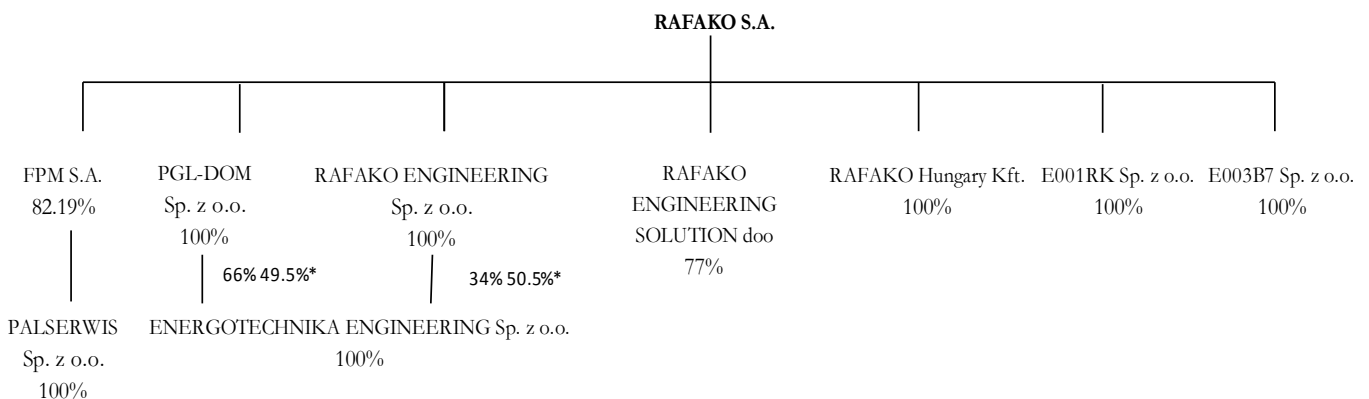 RAFAKO S.A.
FPM S.A.
82.19%
PGL-DOM
Sp. z o.o.
100%
RAFAKO ENGINEERING
Sp. z o.o.
100%
RAFAKO
ENGINEERING
SOLUTION doo
77%
RAFAKO Hungary Kft.
100%
E001RK Sp. z o.o.
100%
E003B7 Sp. z o.o.
100%
66% 49.5%*
34% 50.5%*
PALSERWIS
Sp. z o.o.
100%
ENERGOTECHNIKA ENGINEERING Sp. z o.o.
100%